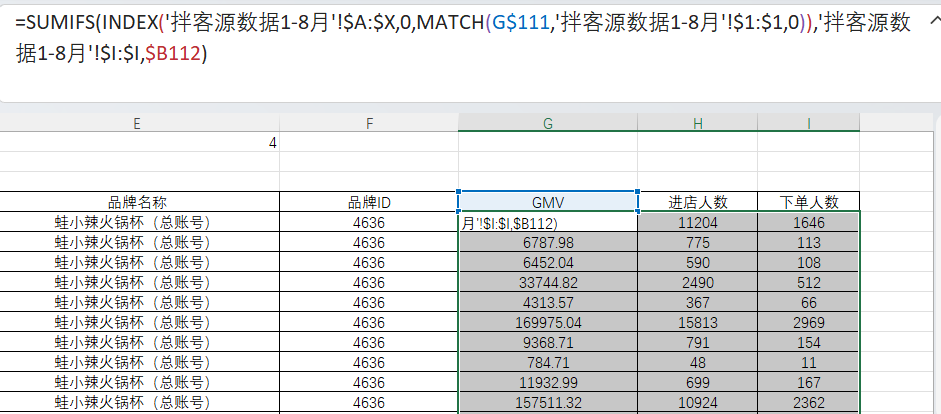 =SUMIFS(INDEX('拌客源数据1-8月'!$A:$X,0,MATCH(G$111,'拌客源数据1-8月'!$1:$1,0)),'拌客源数
据1-8月'!$I:$I,$B112)
E F G H I
4
品牌名称 品牌ID GMV 进店人数 下单人数
蛙小辣火锅杯（总账号） 4636 月'!$I:$I,$B112) 11204 1646
蛙小辣火锅杯（总账号） 4636 6787.98 775 113
蛙小辣火锅杯（总账号） 4636 6452.04 590 108
蛙小辣火锅杯（总账号） 4636 33744.82 2490 512
蛙小辣火锅杯（总账号） 4636 4313.57 367 66
蛙小辣火锅杯（总账号） 4636 169975.04 15813 2969
蛙小辣火锅杯（总账号） 4636 9368.71 791 154
蛙小辣火锅杯（总账号） 4636 784.71 48 11
蛙小辣火锅杯（总账号） 4636 11932.99 699 167
蛙小辣火锅杯（总账号） 4636 157511.32 10924 2362